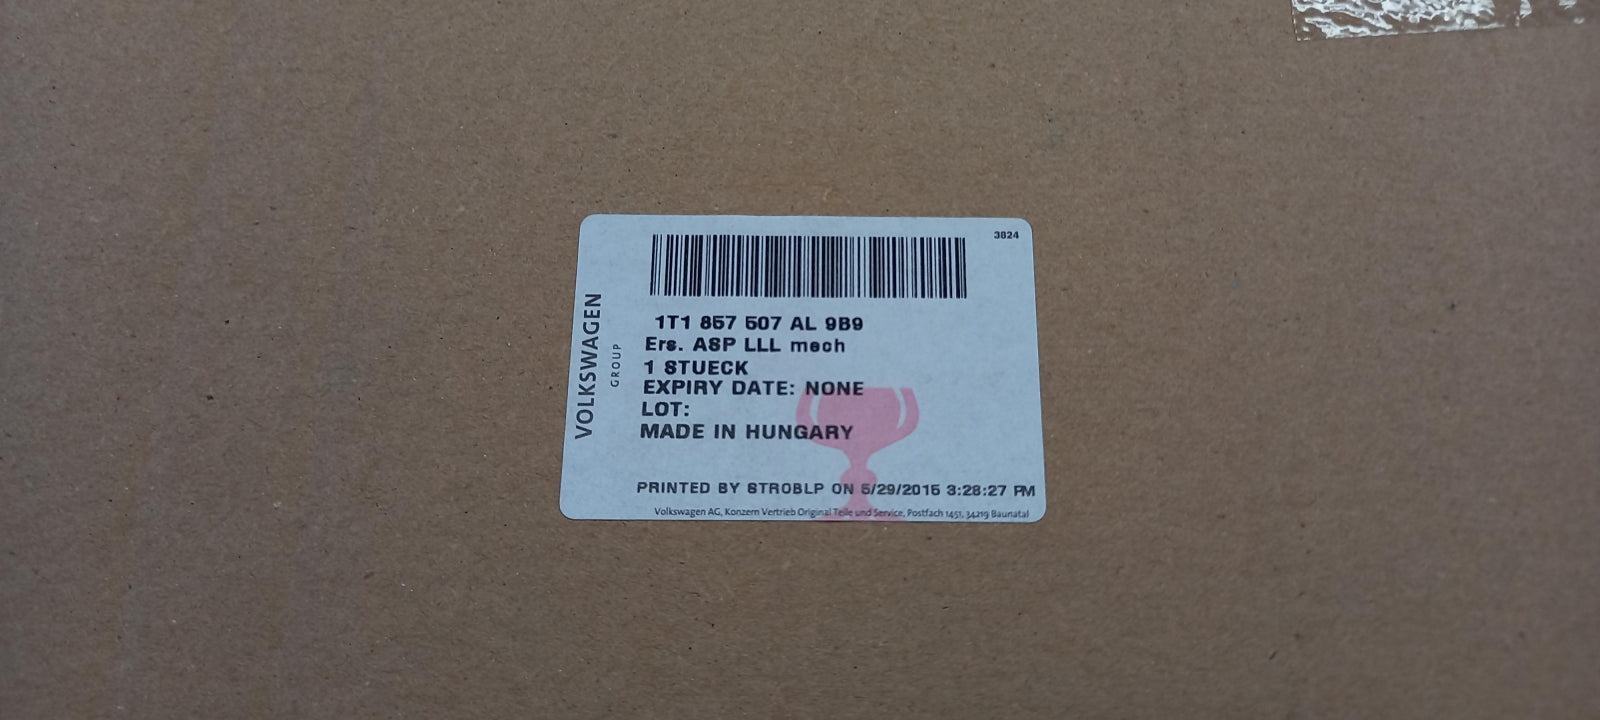 3824
VOLKSWAGEN
GROUP
1T1 857 507 AL 9B9
Ers. ASP LLL mech
1 STUECK
EXPIRY DATE: NONE
LOT:
MADE IN HUNGARY
PRINTED BY STROBLP ON 5/29/2015 3:28:27 PM
Volkswagen AG, Konzern Vertrieb Original Teile und Service, Postfach 1451, 34219 Baunatal